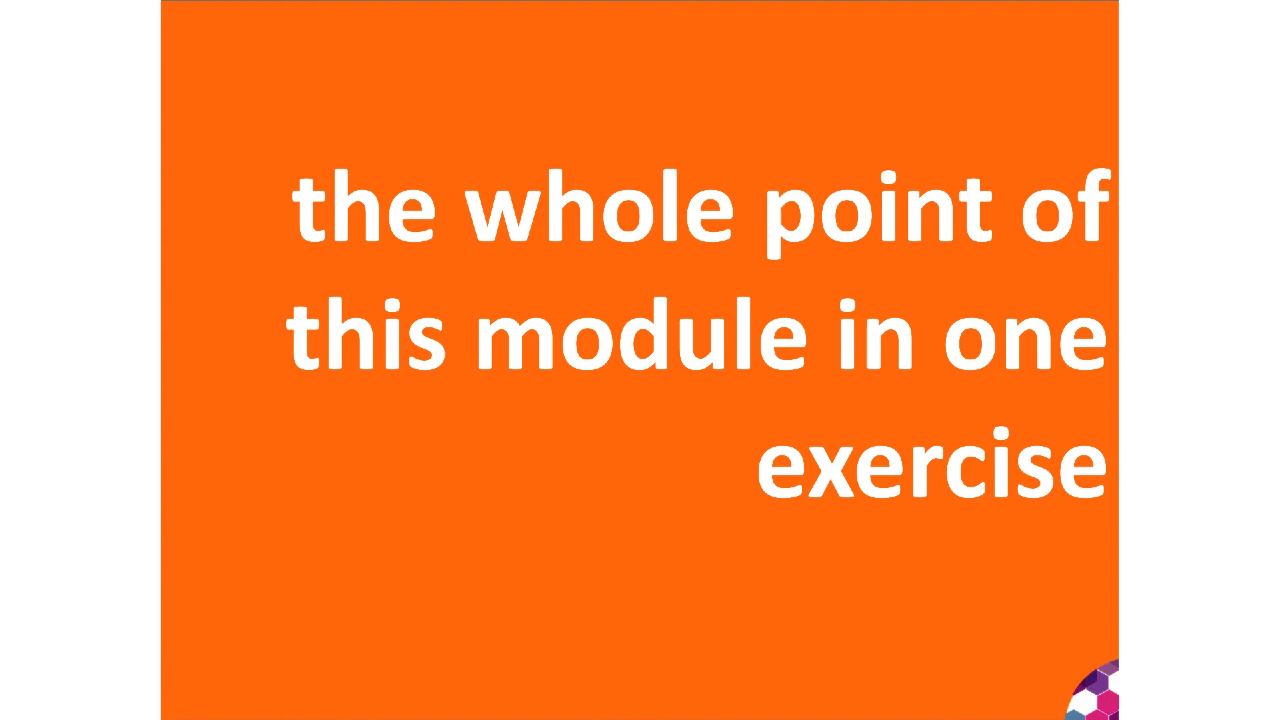 the whole point of
this module in one
exercise